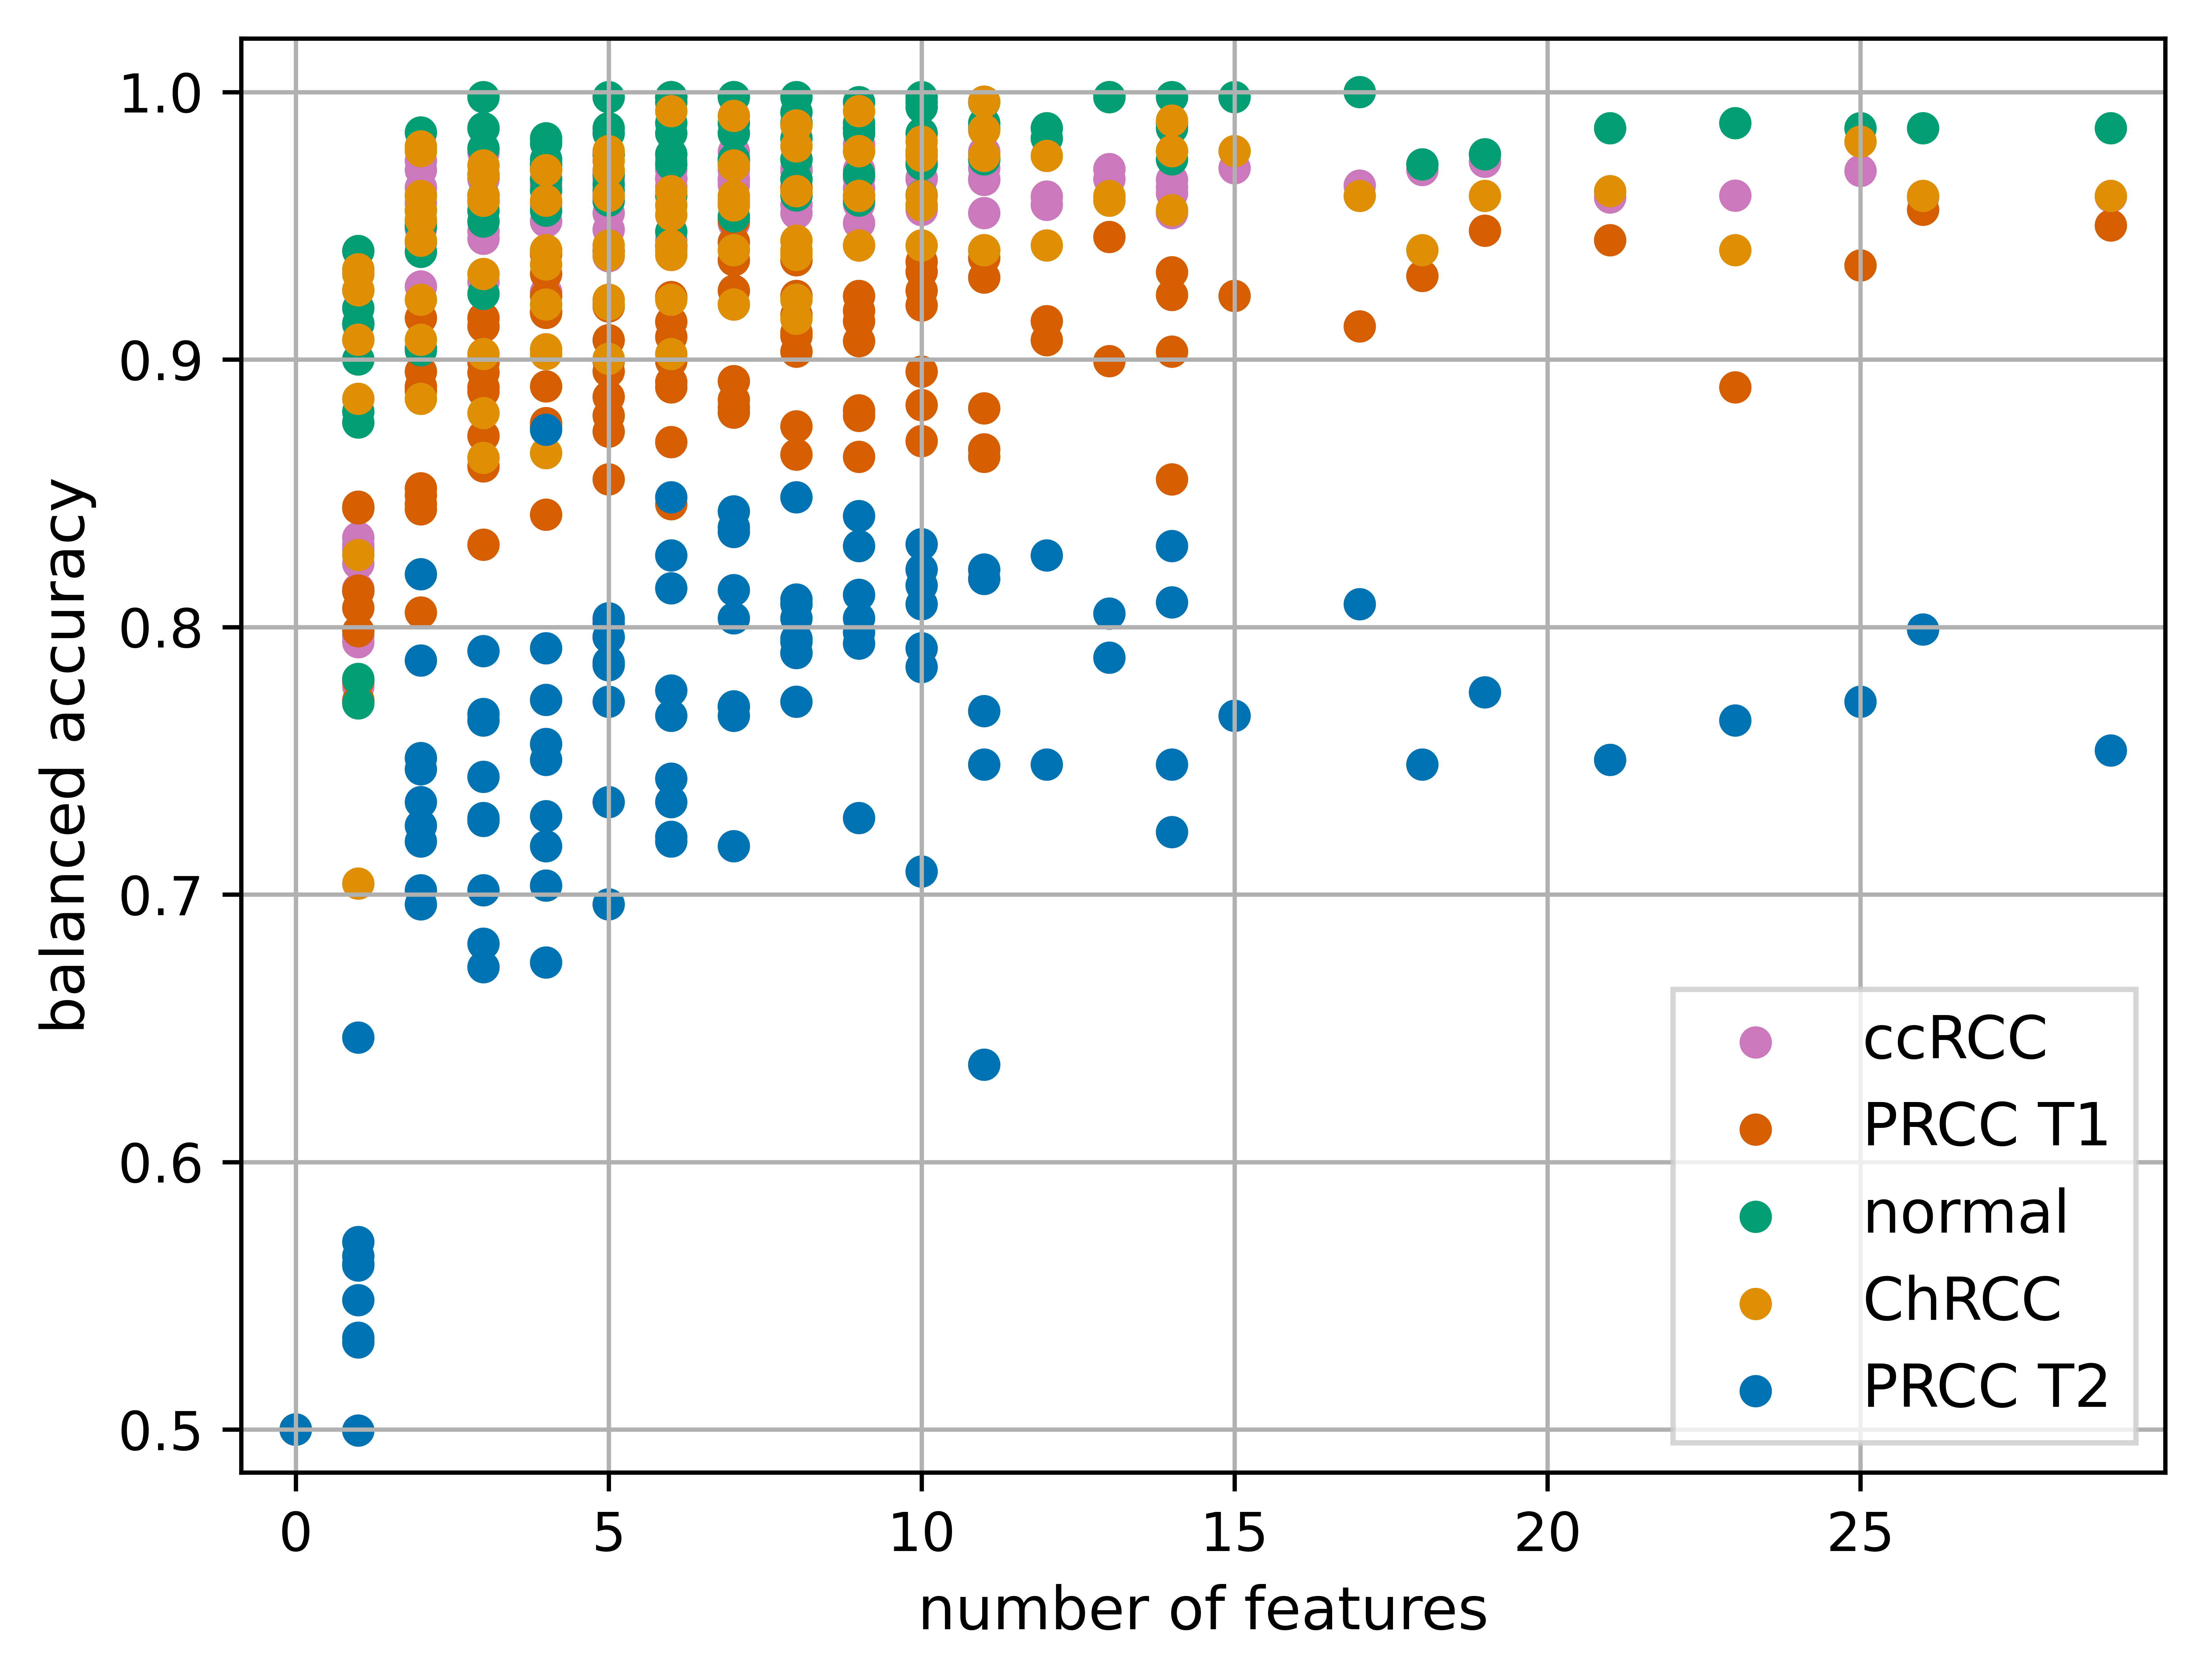 1.0
0.9
0.8
0.7
0.6
0.5
balanced accuracy
0 5 10 15 20 25
number of features
ccRCC
PRCC T1
normal
ChRCC
PRCC T2